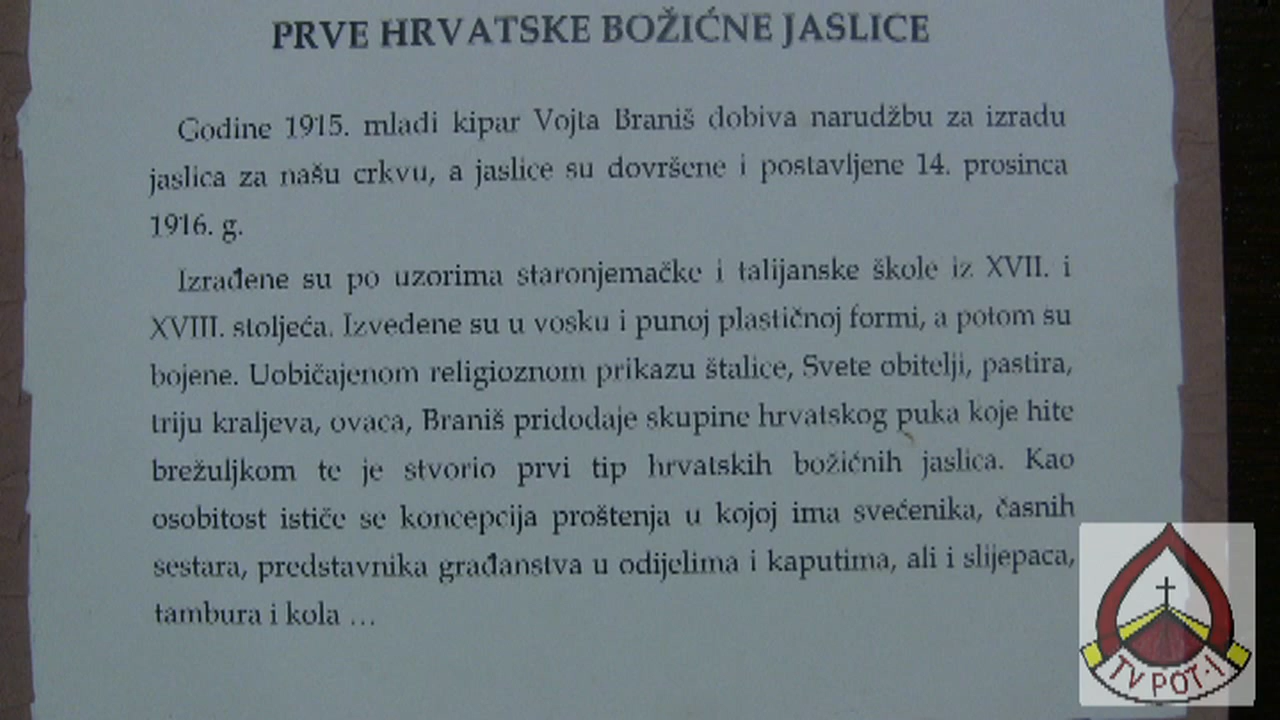 PRVE HRVATSKE BOŽIĆNE JASLICE
Godine 1915. mladi kipar Vojta Braniš dobiva narudžbu za izradu
jaslica za našu crkvu, a jaslice su dovršene i postavljene 14. prosinca
1916. g.
Izrađene su po uzorima staronjemačke i talijanske škole iz XVII. i
XVIII. stoljeća. Izvedene su u vosku i punoj plastičnoj formi, a potom su
bojene. Uobičajenom religioznom prikazu štalice, Svete obitelji, pastira,
triju kraljeva, ovaca, Braniš pridodaje skupine hrvatskog puka koje hite
brežuljkom te je stvorio prvi tip hrvatskih božićnih jaslica. Kao
osobitost ističe se koncepcija proštenja u kojoj ima svećenika, časnih
sestara, predstavnika građanstva u odijelima i kaputima, ali i slijepaca,
tambura i kola ...
TV POT-1